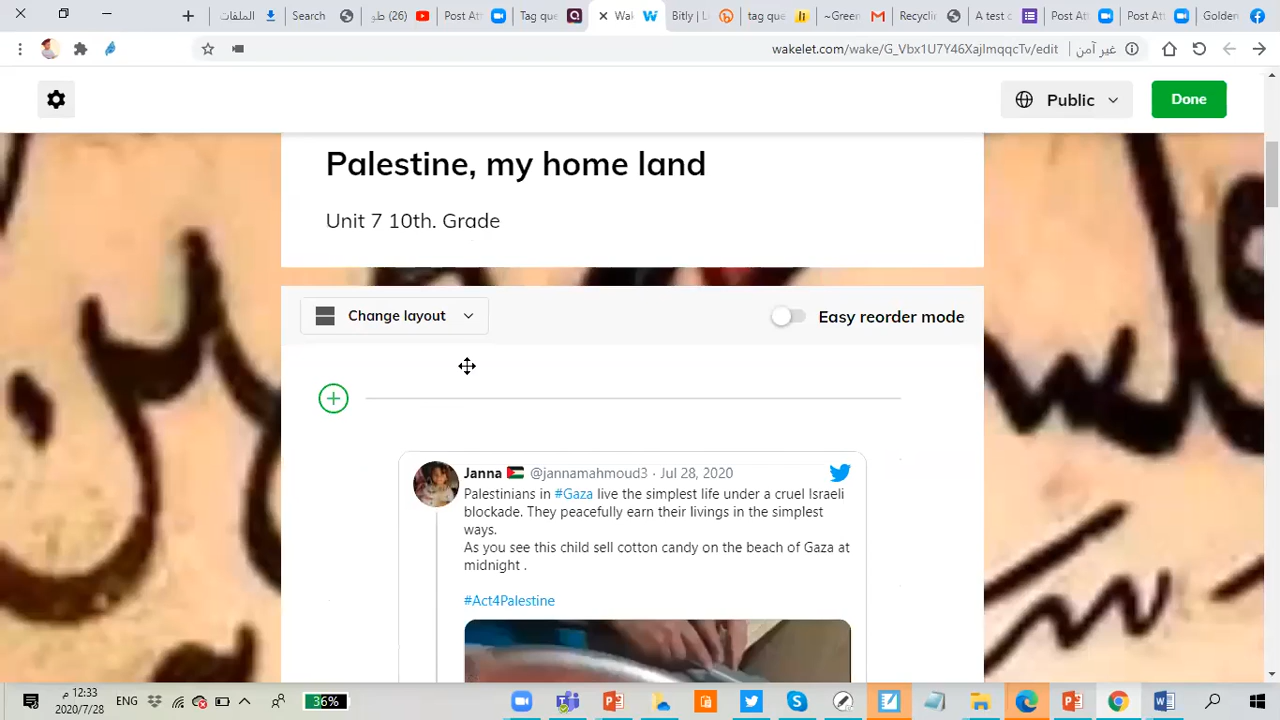 الملفات
Search
(26) بطو
Post Att
Tag que
Wak
Bitly |
tag que
~Green
Recyclin
A test c
Post Att
Post Att
Golden
wakelet.com/wake/G_Vbx1U7Y46XajImqqcTv/edit
غير آمن
Public
Done
Palestine, my home land
Unit 7 10th. Grade
Change layout
Easy reorder mode
Janna @jannamahmoud3 · Jul 28, 2020
Palestinians in #Gaza live the simplest life under a cruel Israeli
blockade. They peacefully earn their livings in the simplest
ways.
As you see this child sell cotton candy on the beach of Gaza at
midnight .
#Act4Palestine
12:33 م
2020/7/28
ENG
36%